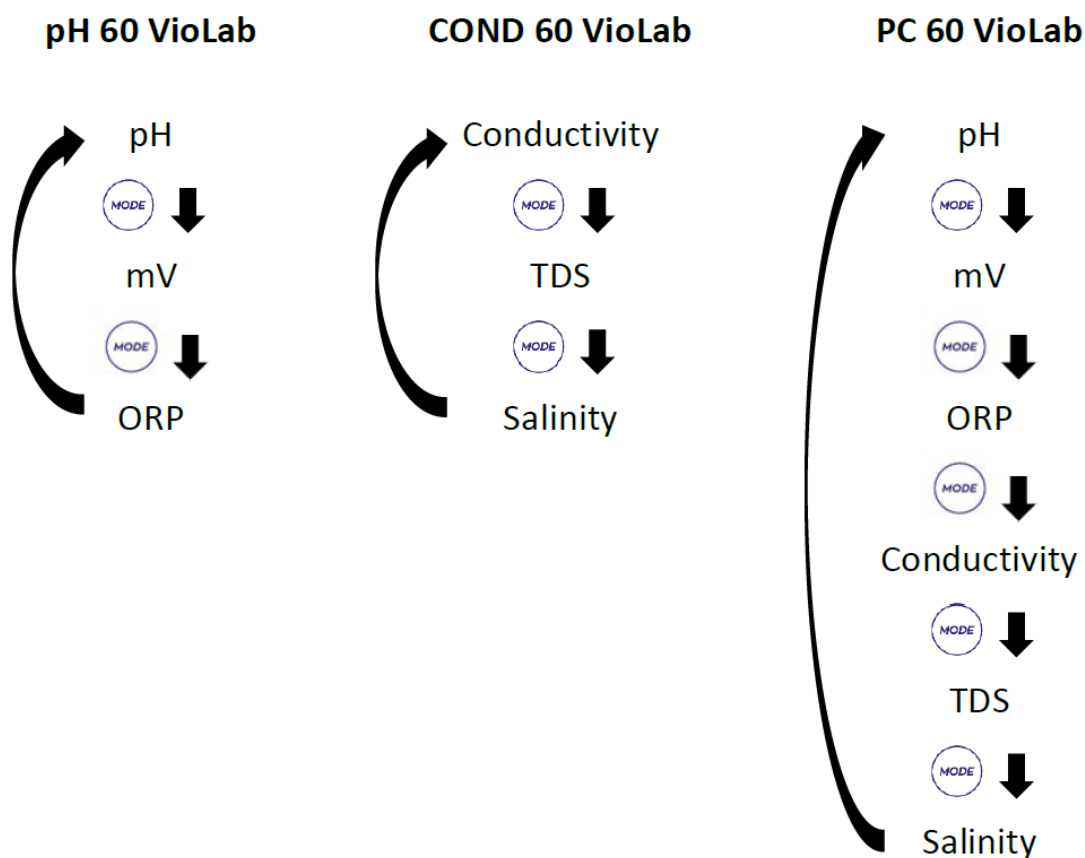 pH 60 VioLab
pH
MODE
mV
MODE
ORP
COND 60 VioLab
Conductivity
MODE
TDS
MODE
Salinity
PC 60 VioLab
pH
MODE
mV
MODE
ORP
MODE
Conductivity
MODE
TDS
MODE
Salinity